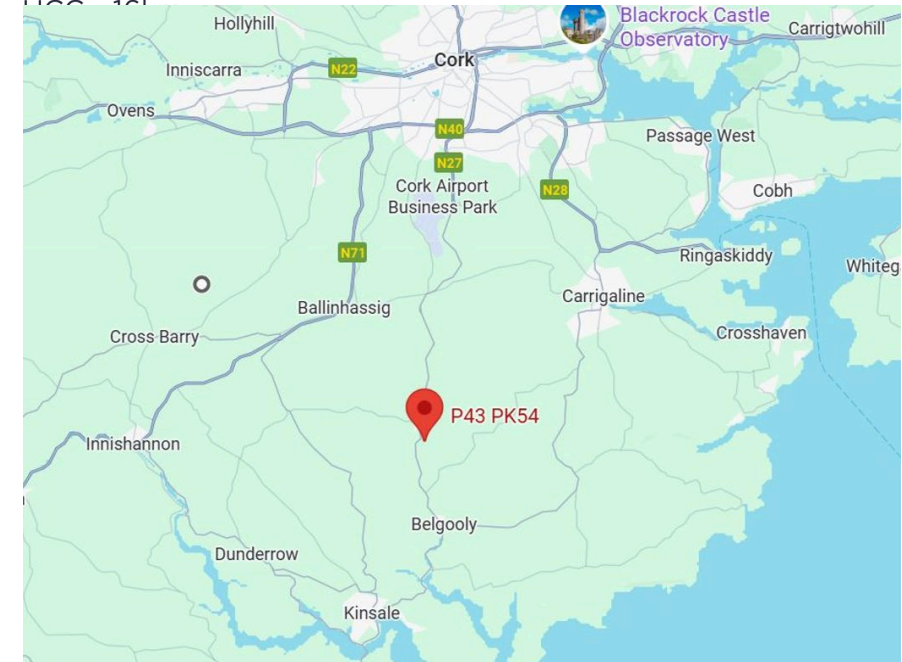 Hollyhill
Blackrock Castle
Observatory
Carrigtwohill
Cork
Inniscarra
N22
Ovens
N40
Passage West
N27
Cork Airport
Business Park
N28
Cobh
N71
Ringaskiddy
Whiteg
Carrigaline
Ballinhassig
Cross Barry
Crosshaven
P43 PK54
Innishannon
Belgooly
Dunderrow
Kinsale